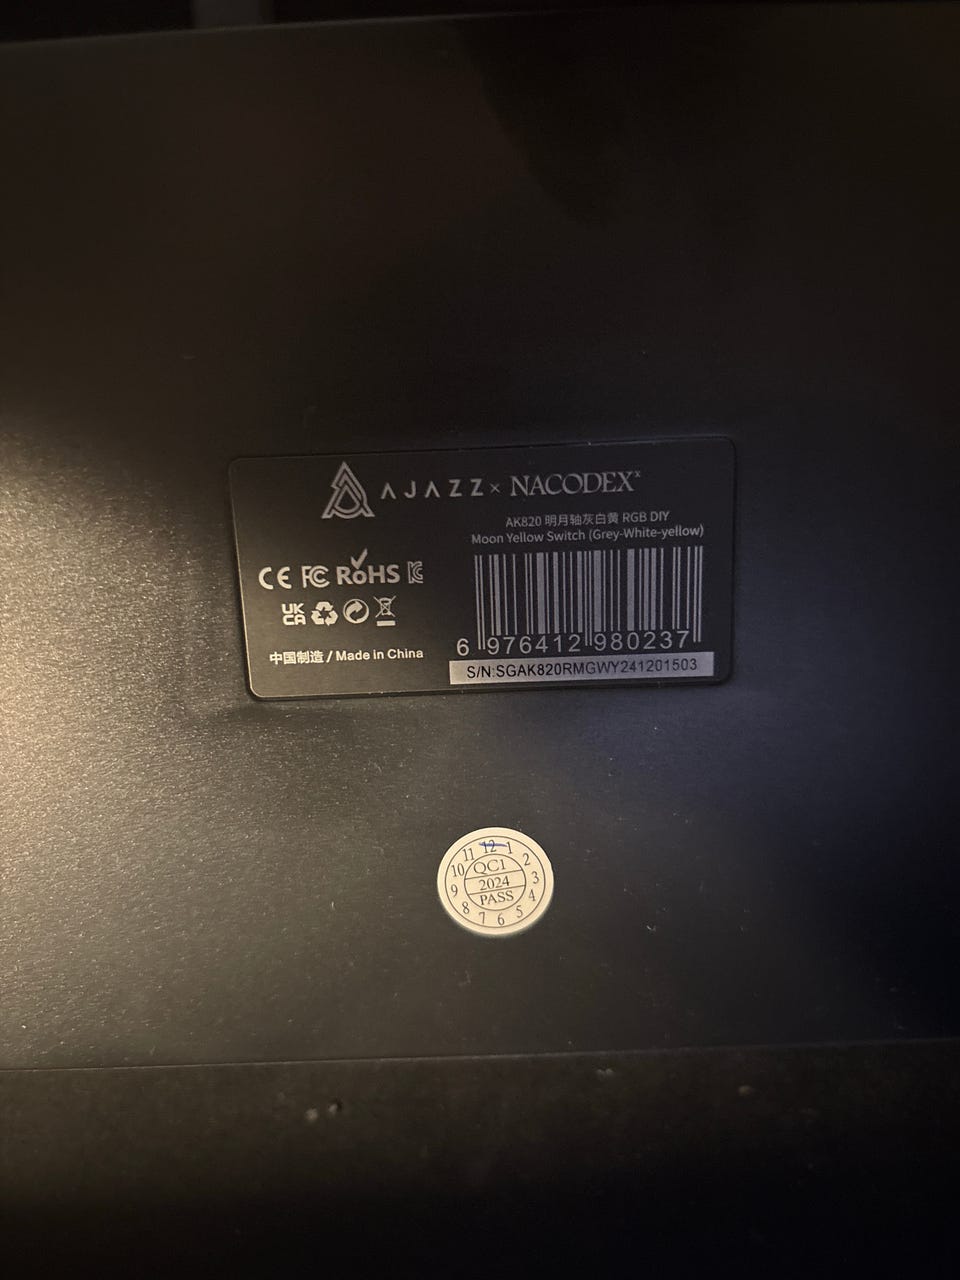 AJAZZ × NACODEX x
AK820 明月轴灰白黄 RGB DIY
Moon Yellow Switch (Grey-White-yellow)
CE FC RoHS
UK
CA
6 976412 980237
中国制造 / Made in China
S/N:SGAK820RMGWY241201503
11 12 1
10 QC1 2
9 2024 3
8 PASS 4
7 6 5